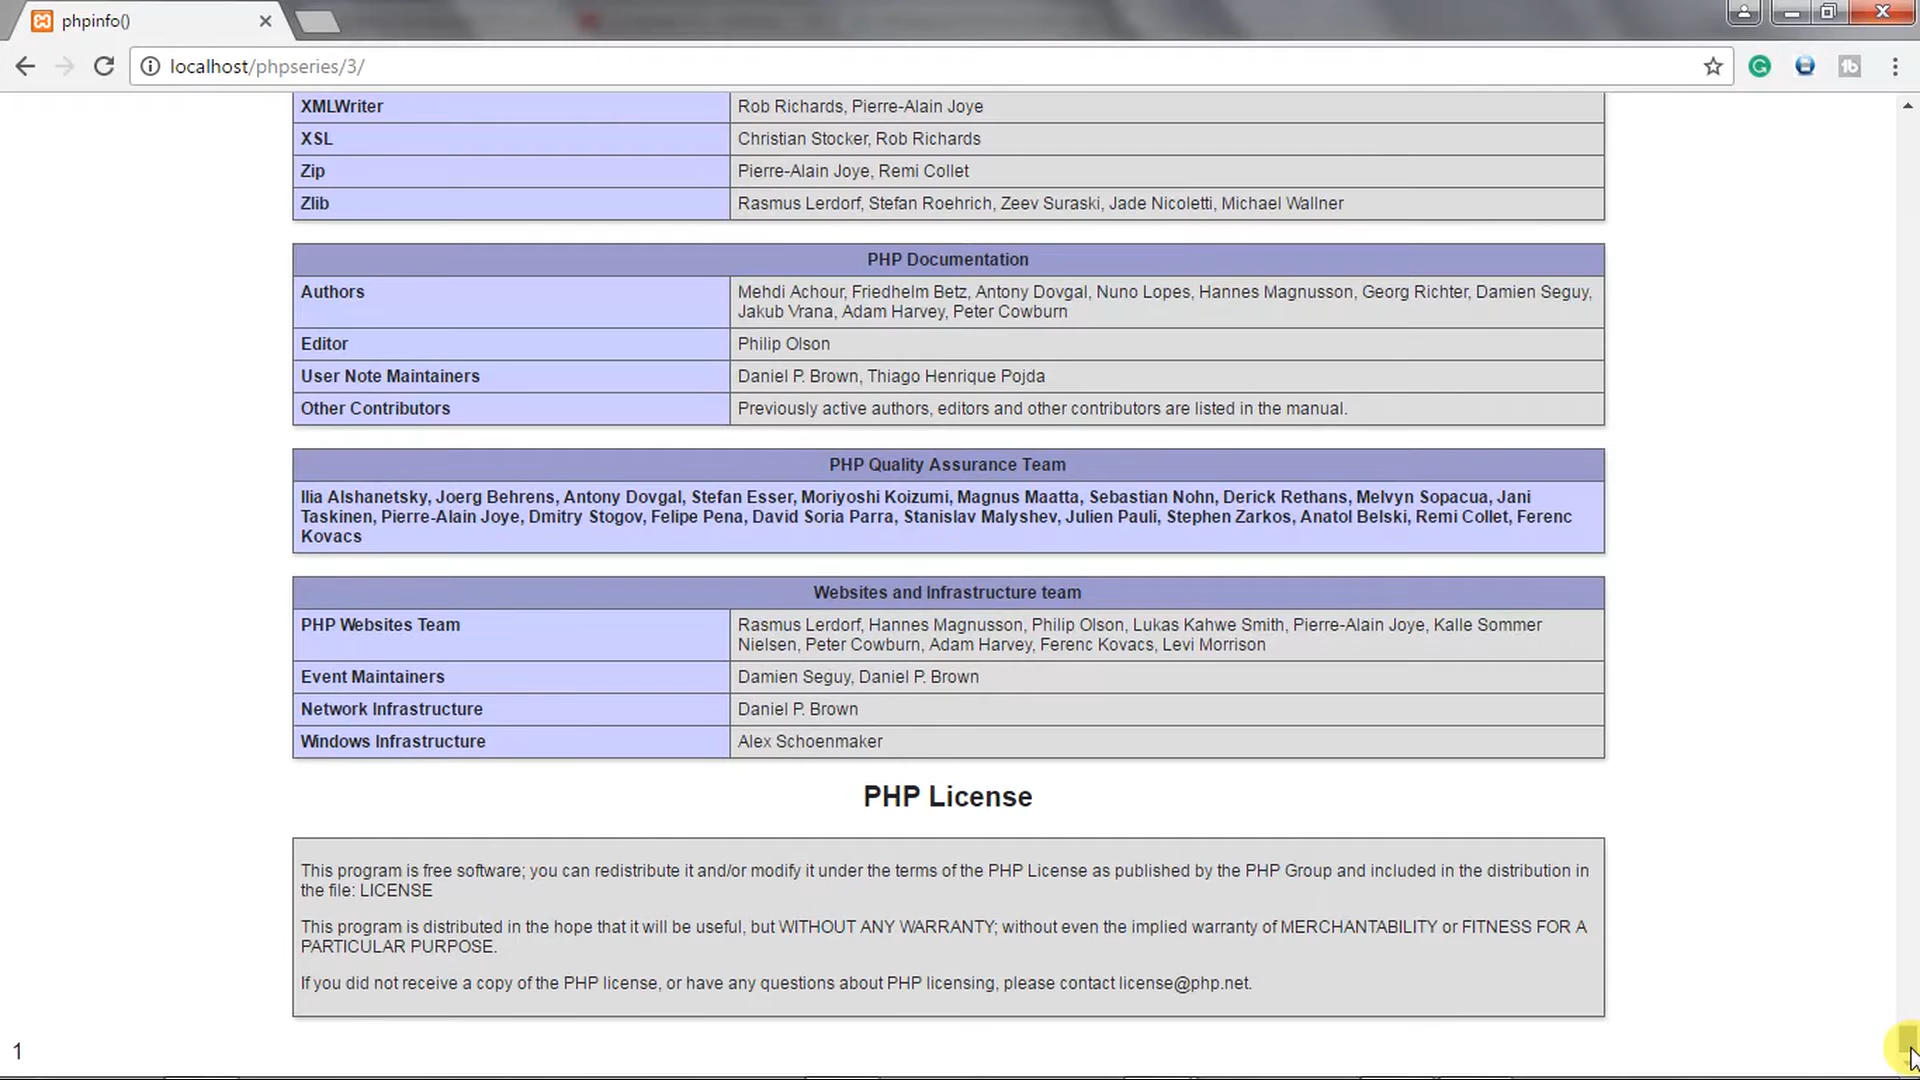 phpinfo()
localhost/phpseries/3/
XMLWriter Rob Richards, Pierre-Alain Joye
XSL Christian Stocker, Rob Richards
Zip Pierre-Alain Joye, Remi Collet
Zlib Rasmus Lerdorf, Stefan Roehrich, Zeev Suraski, Jade Nicoletti, Michael Wallner
PHP Documentation
Authors Mehdi Achour, Friedhelm Betz, Antony Dovgal, Nuno Lopes, Hannes Magnusson, Georg Richter, Damien Seguy,
Jakub Vrana, Adam Harvey, Peter Cowburn
Editor Philip Olson
User Note Maintainers Daniel P. Brown, Thiago Henrique Pojda
Other Contributors Previously active authors, editors and other contributors are listed in the manual.
PHP Quality Assurance Team
Ilia Alshanetsky, Joerg Behrens, Antony Dovgal, Stefan Esser, Moriyoshi Koizumi, Magnus Maatta, Sebastian Nohn, Derick Rethans, Melvyn Sopacua, Jani
Taskinen, Pierre-Alain Joye, Dmitry Stogov, Felipe Pena, David Soria Parra, Stanislav Malyshev, Julien Pauli, Stephen Zarkos, Anatol Belski, Remi Collet, Ferenc
Kovacs
Websites and Infrastructure team
PHP Websites Team Rasmus Lerdorf, Hannes Magnusson, Philip Olson, Lukas Kahwe Smith, Pierre-Alain Joye, Kalle Sommer
Nielsen, Peter Cowburn, Adam Harvey, Ferenc Kovacs, Levi Morrison
Event Maintainers Damien Seguy, Daniel P. Brown
Network Infrastructure Daniel P. Brown
Windows Infrastructure Alex Schoenmaker
PHP License
This program is free software; you can redistribute it and/or modify it under the terms of the PHP License as published by the PHP Group and included in the distribution in
the file: LICENSE
This program is distributed in the hope that it will be useful, but WITHOUT ANY WARRANTY; without even the implied warranty of MERCHANTABILITY or FITNESS FOR A
PARTICULAR PURPOSE.
If you did not receive a copy of the PHP license, or have any questions about PHP licensing, please contact license@php.net.
1